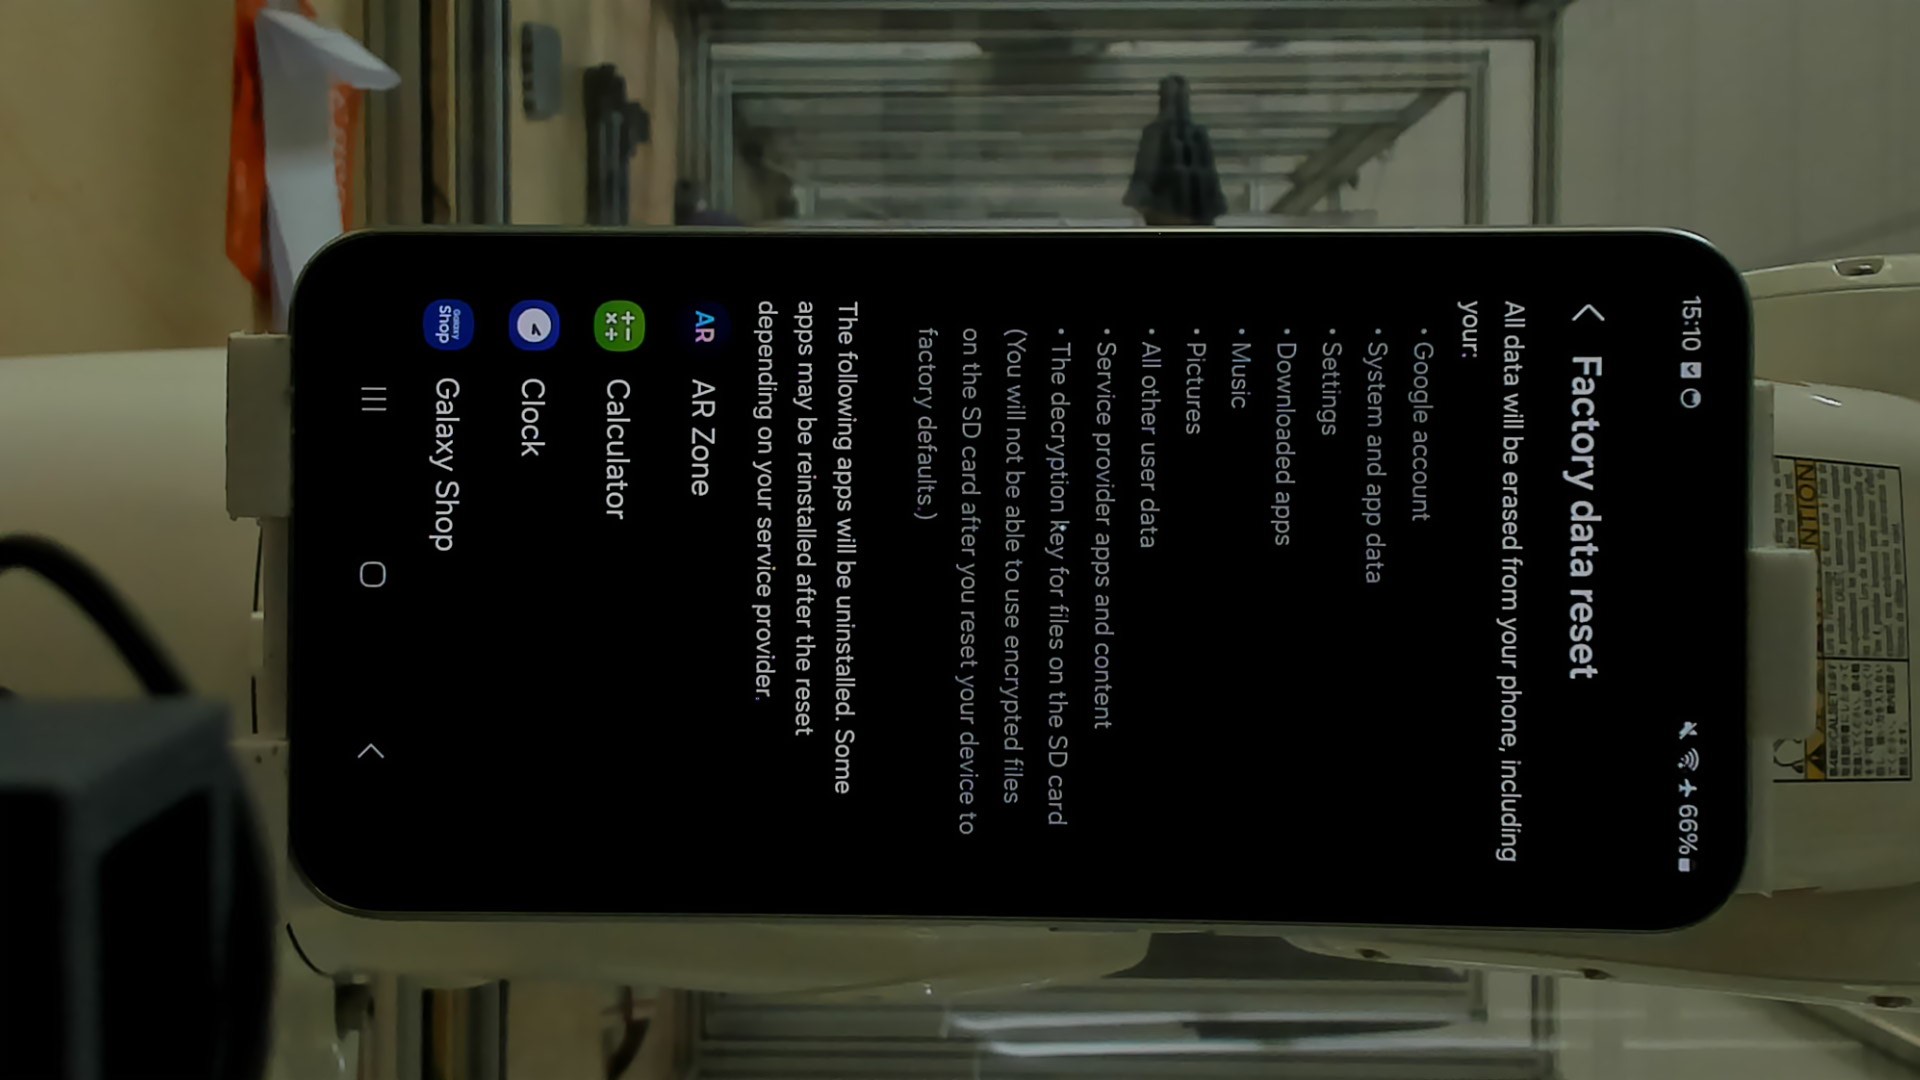 15:10
66%
Factory data reset
All data will be erased from your phone, including
your:
• Google account
• System and app data
• Settings
• Downloaded apps
• Music
• Pictures
• All other user data
• Service provider apps and content
• The decryption key for files on the SD card
(You will not be able to use encrypted files
on the SD card after you reset your device to
factory defaults.)
The following apps will be uninstalled. Some
apps may be reinstalled after the reset
depending on your service provider.
AR AR Zone
Calculator
Clock
Galaxy
Shop
Galaxy Shop